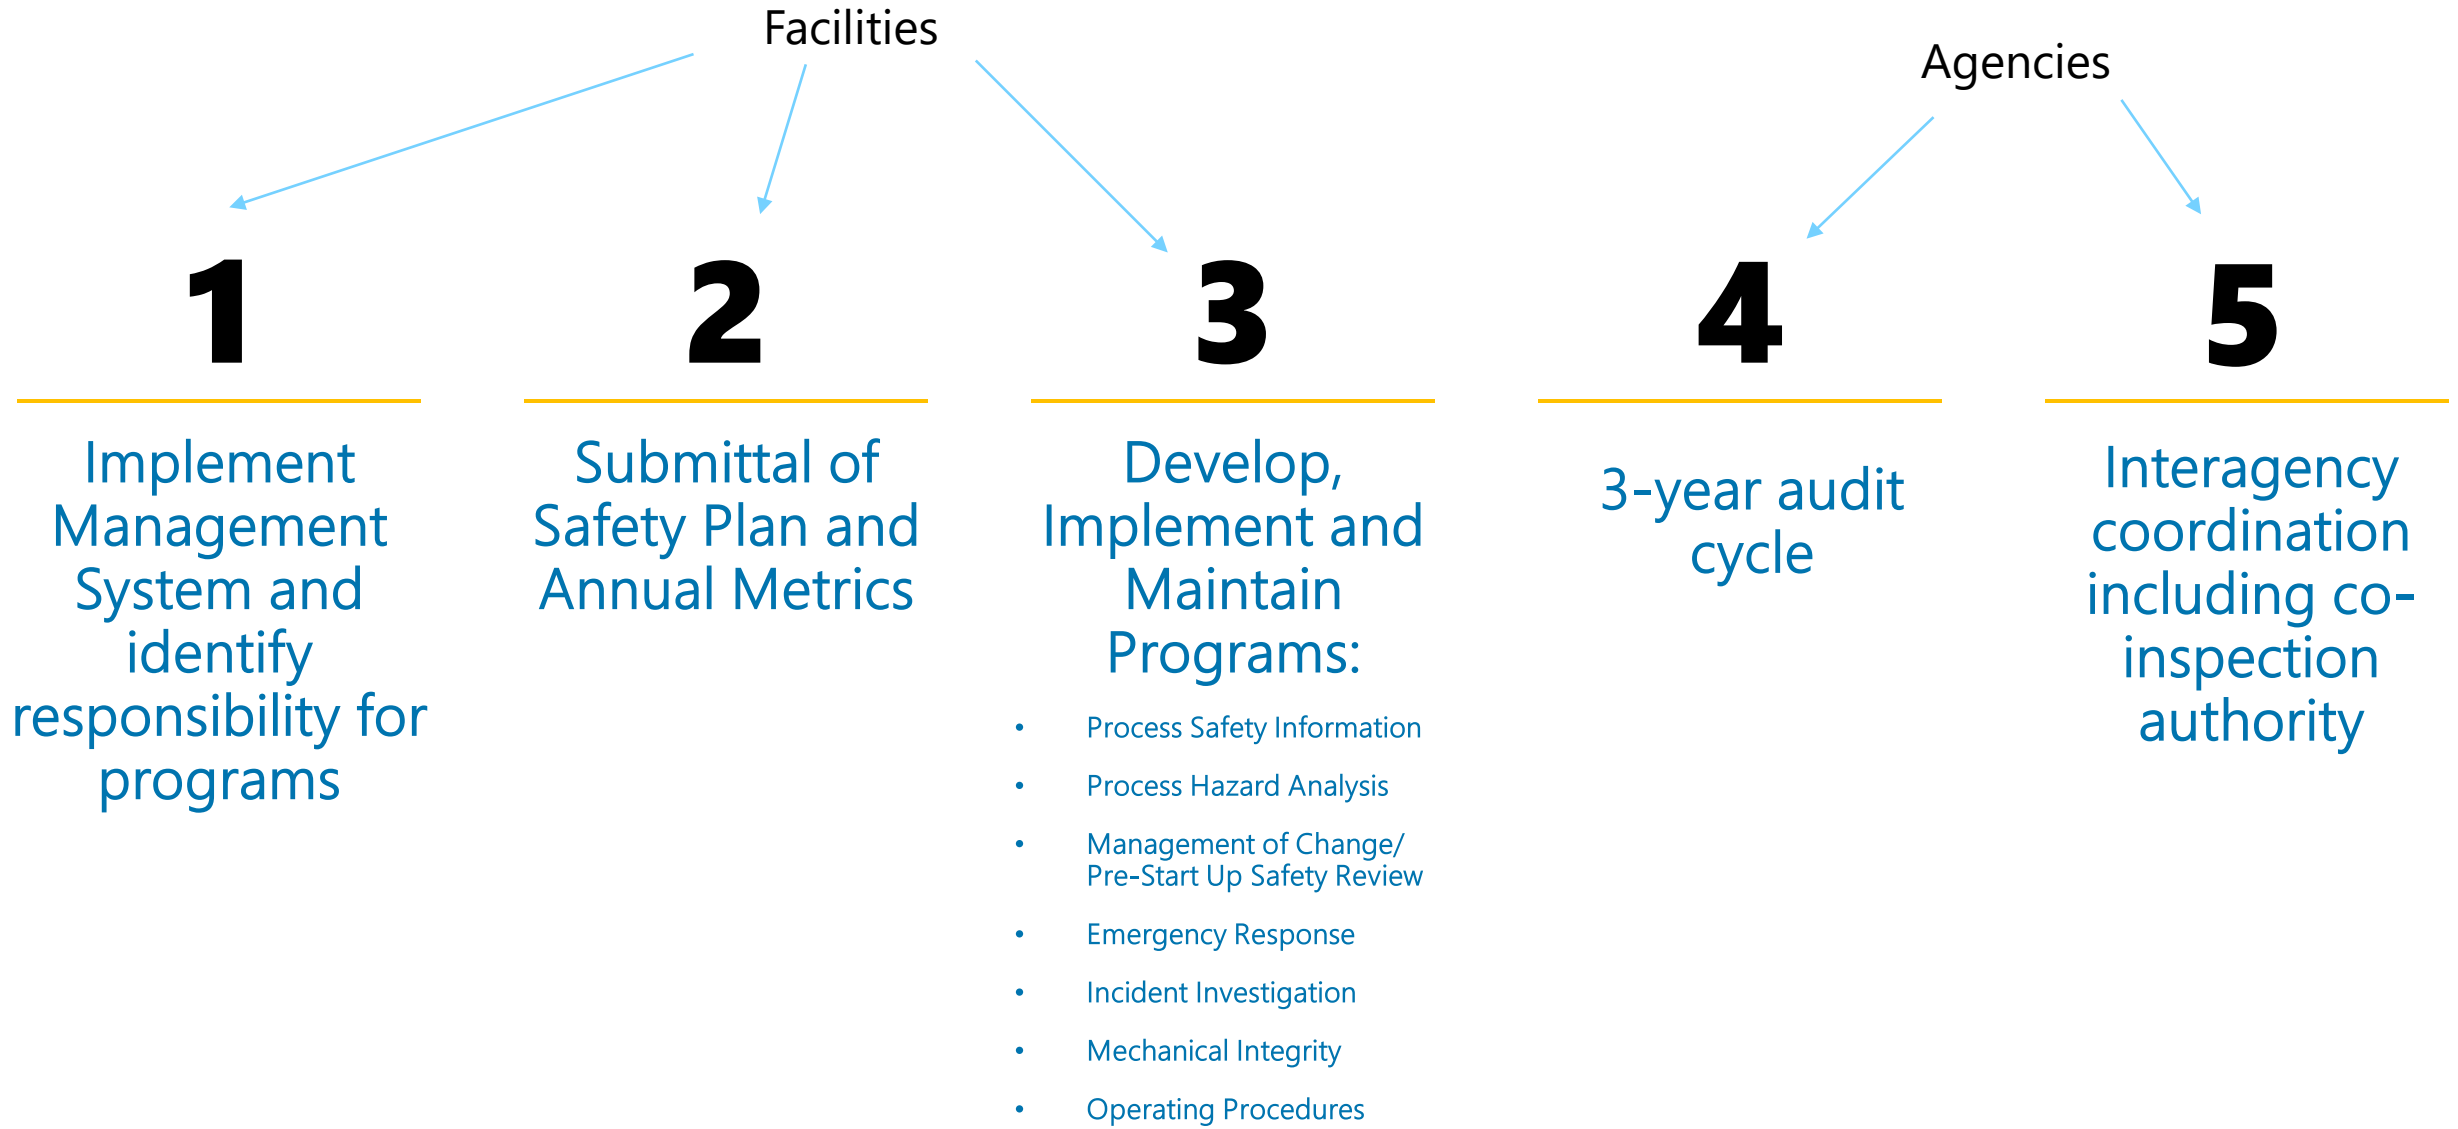 Facilities
Agencies
1
Implement
Management
System and
identify
responsibility for
programs
2
Submittal of
Safety Plan and
Annual Metrics
3
Develop,
Implement and
Maintain
Programs:
• Process Safety Information
• Process Hazard Analysis
• Management of Change/
Pre-Start Up Safety Review
• Emergency Response
• Incident Investigation
• Mechanical Integrity
• Operating Procedures
4
3-year audit
cycle
5
Interagency
coordination
including co-
inspection
authority